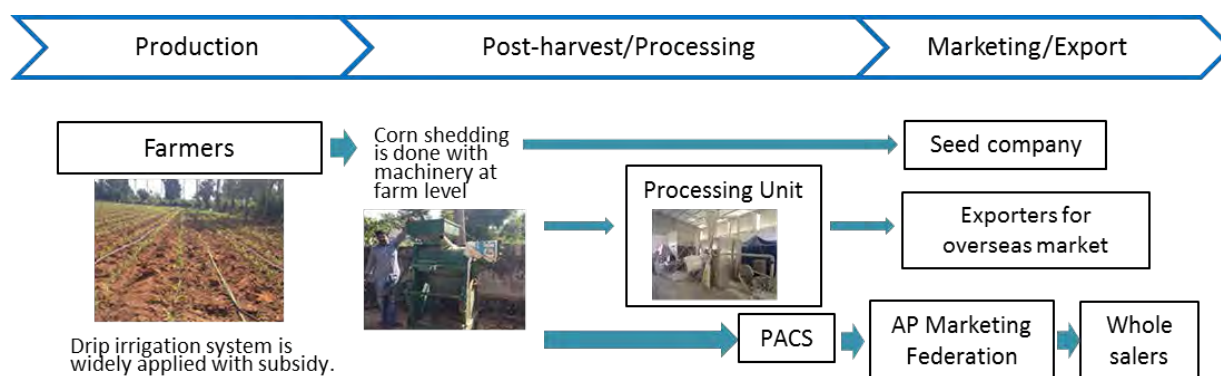 Production
Post-harvest/Processing
Marketing/Export
Farmers
Corn shedding
is done with
machinery at
farm level
Seed company
Processing Unit
Exporters for
overseas market
Drip irrigation system is
widely applied with subsidy.
PACS
AP Marketing
Federation
Whole
salers